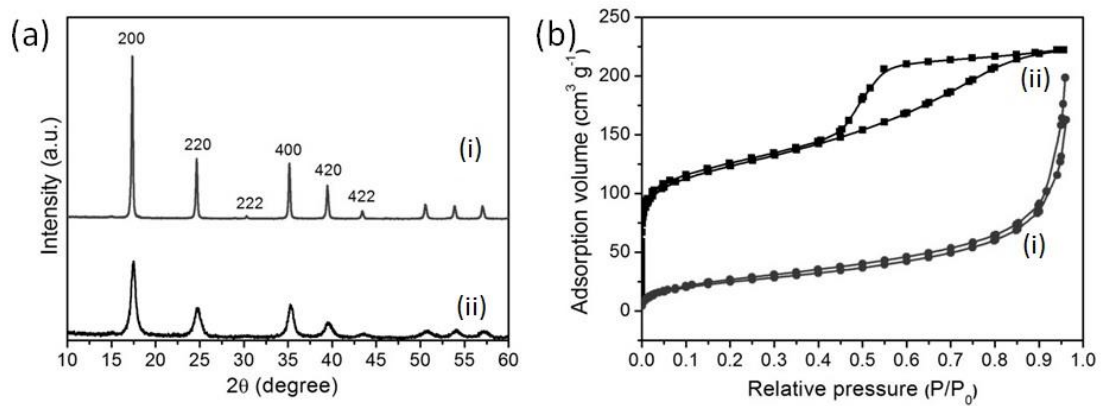 (a)
200
220
222
400
420
422
(i)
(ii)
Intensity (a.u.)
10 15 20 25 30 35 40 45 50 55 60
2θ (degree)
(b)
250
200
150
100
50
0
(ii)
(i)
Adsorption volume (cm³ g⁻¹)
0.0 0.1 0.2 0.3 0.4 0.5 0.6 0.7 0.8 0.9 1.0
Relative pressure (P/P₀)